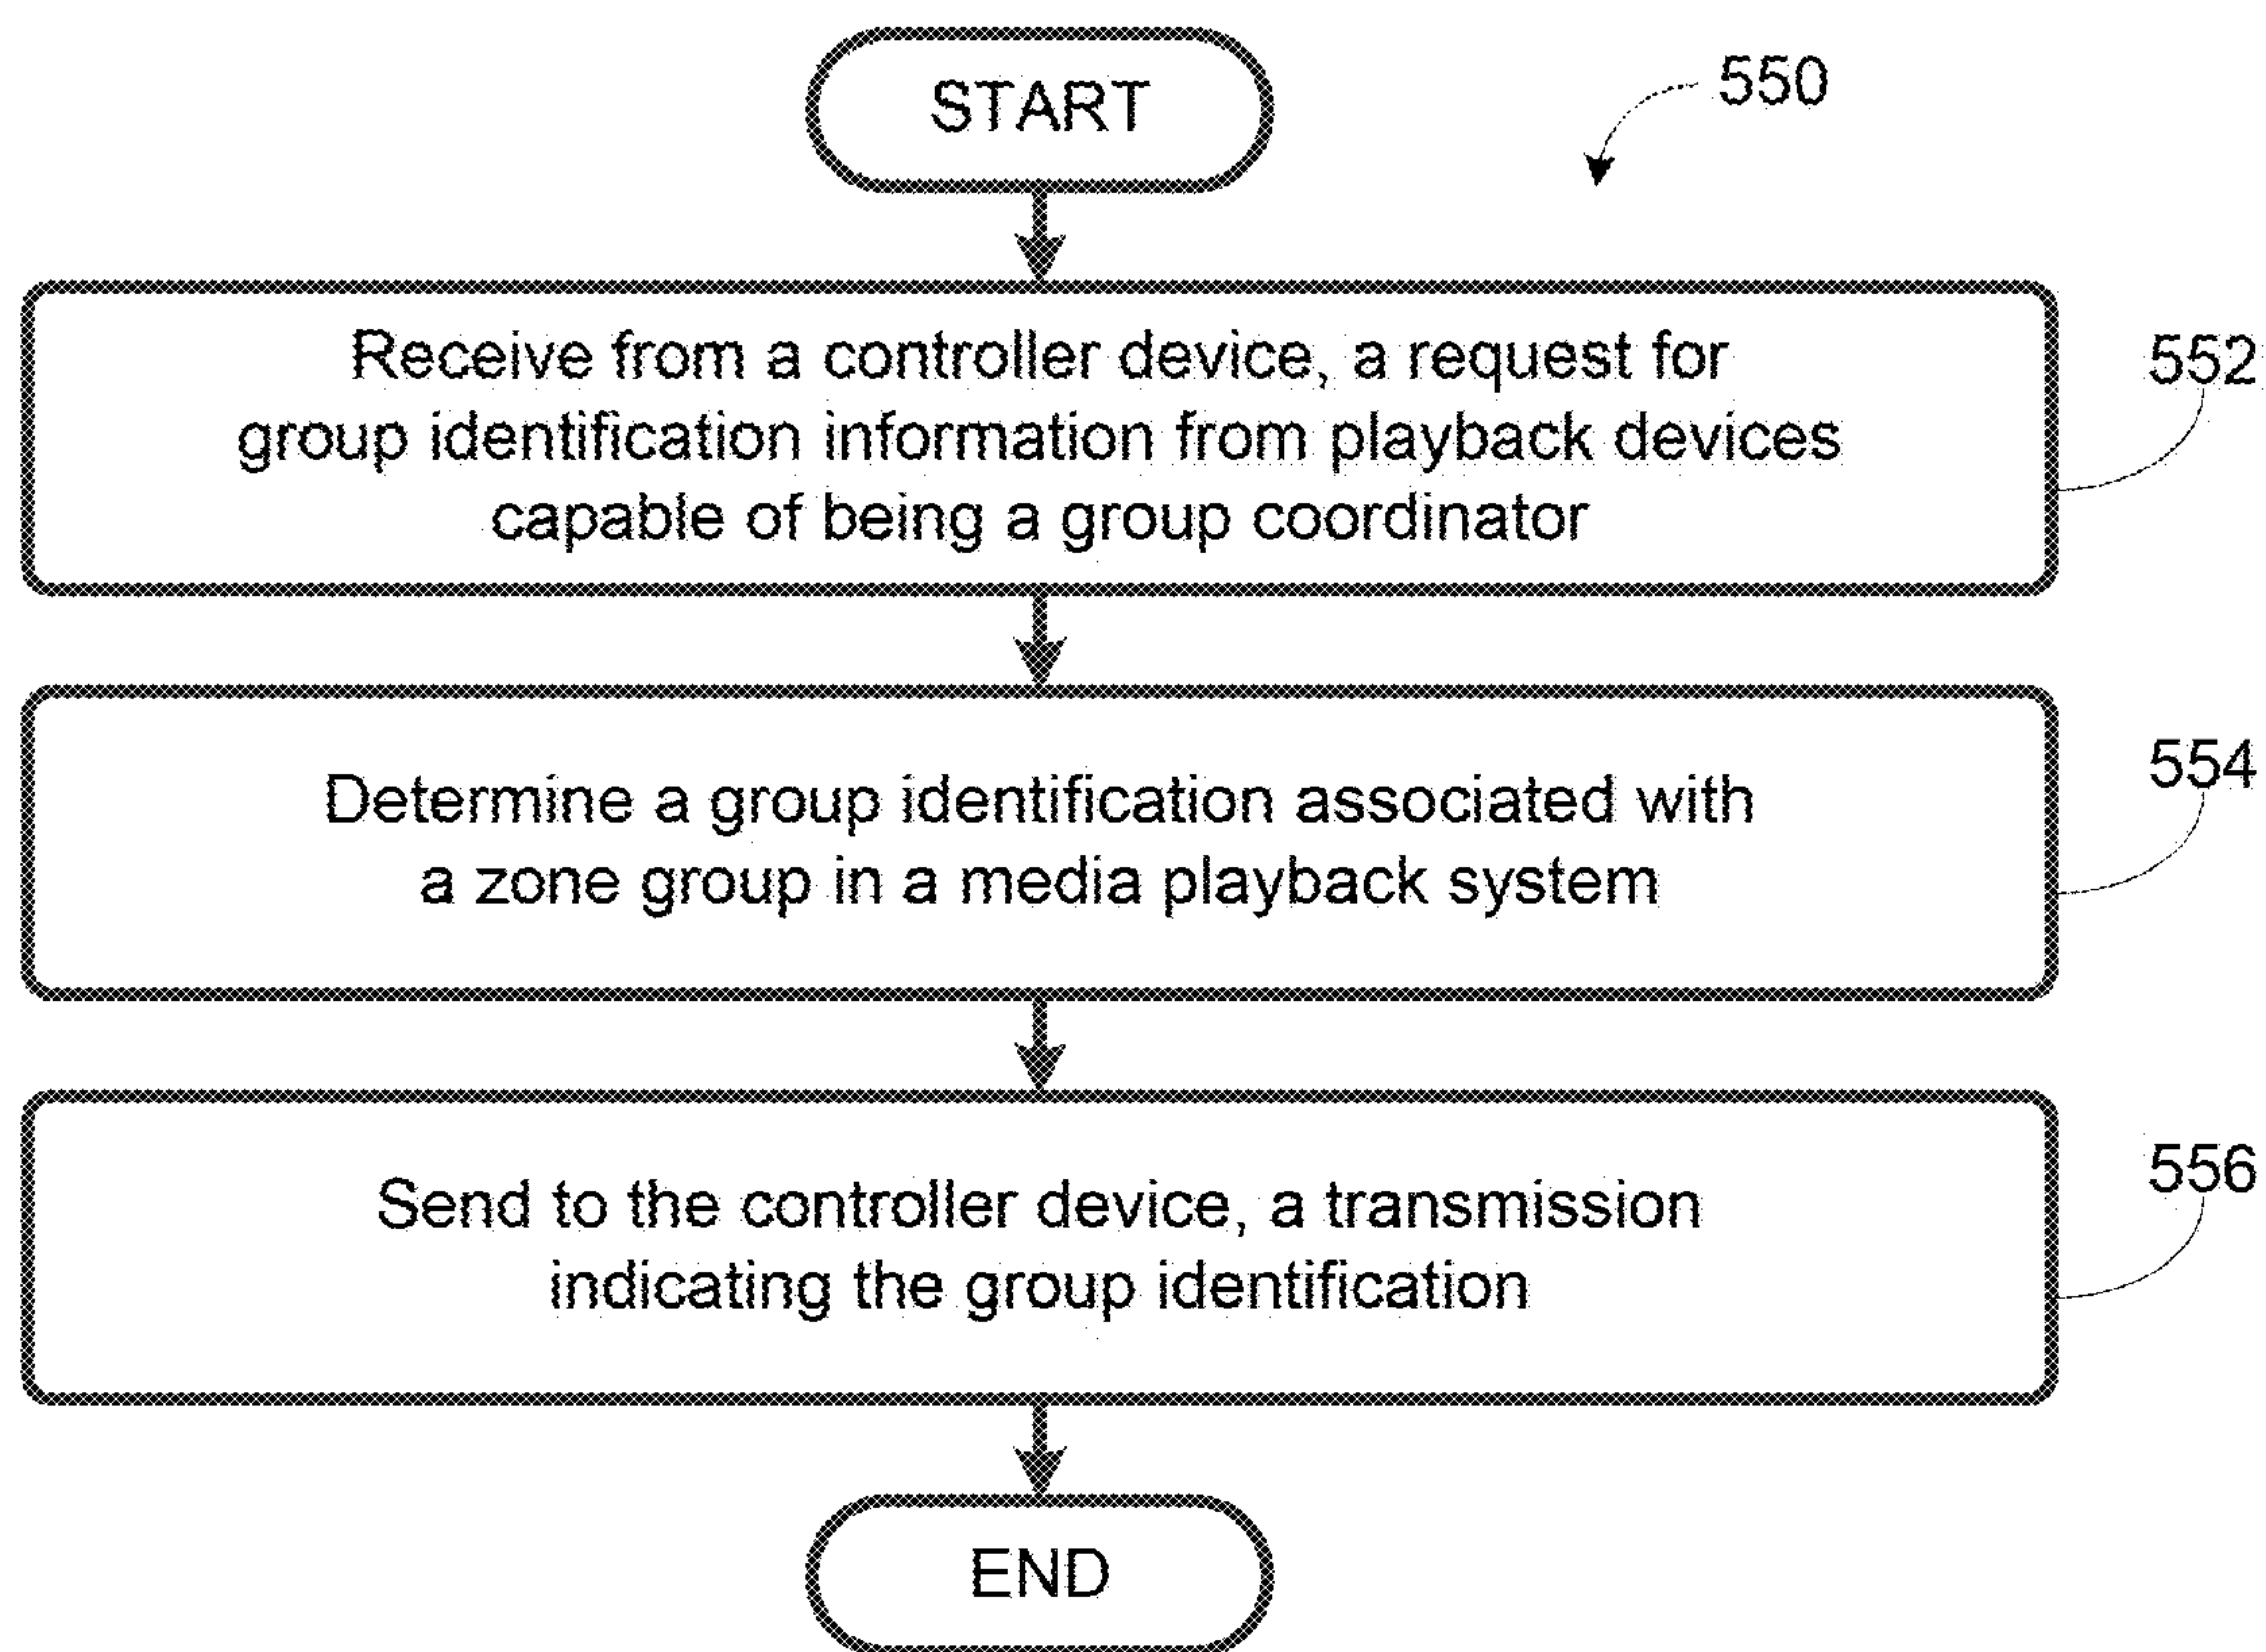 START
550
Receive from a controller device, a request for
group identification information from playback devices
capable of being a group coordinator
552
Determine a group identification associated with
a zone group in a media playback system
554
Send to the controller device, a transmission
indicating the group identification
556
END